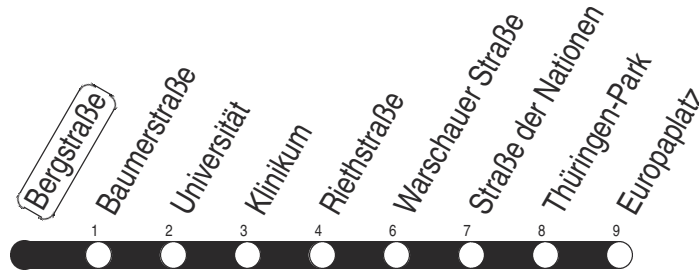 Bergstraße
Baumerstraße
Universität
Klinikum
Riethstraße
Warschauer Straße
Straße der Nationen
Thüringen-Park
Europaplatz
1 2 3 4 6 7 8 9